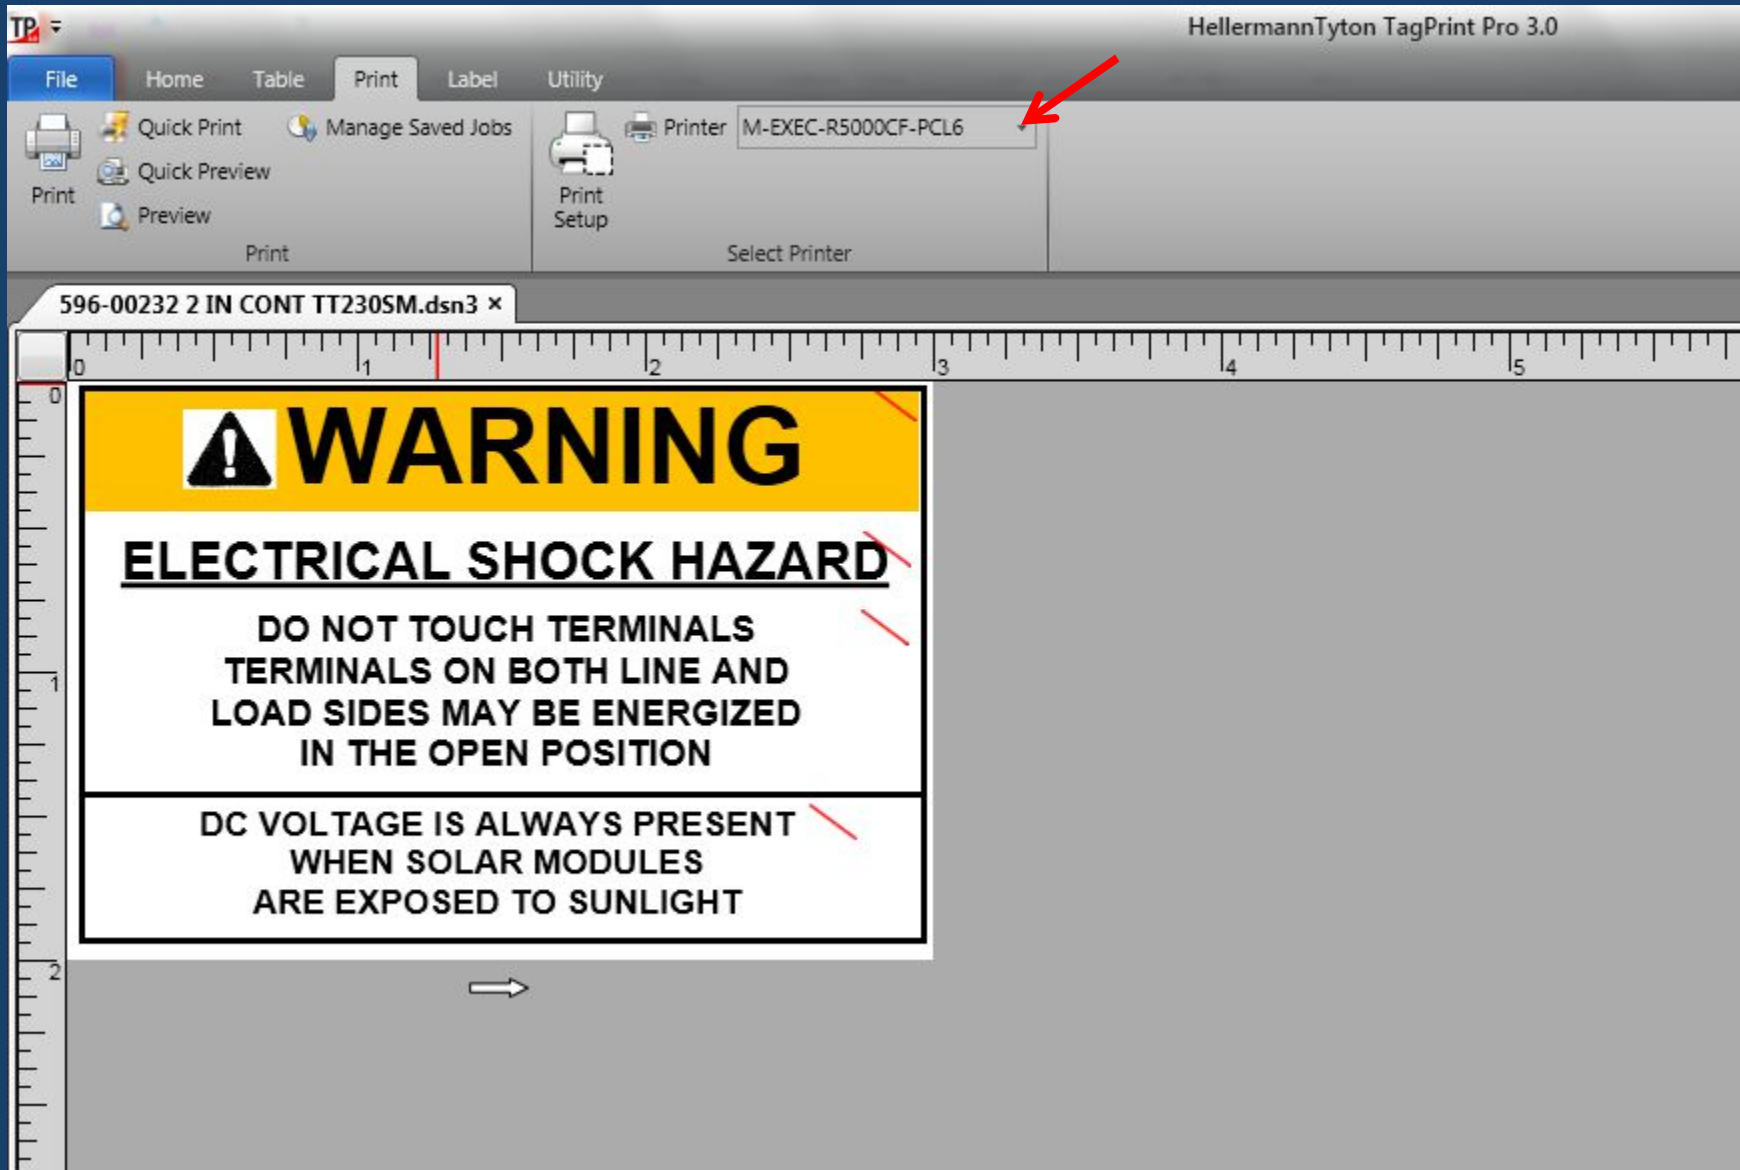 TP
HellermannTyton TagPrint Pro 3.0
File Home Table Print Label Utility
Quick Print Manage Saved Jobs
Quick Preview
Preview
Print
Print
Print Setup
Printer M-EXEC-R5000CF-PCL6
Select Printer
596-00232 2 IN CONT TT230SM.dsn3 ×
0 1 2 3 4 5
0
1
2
WARNING
ELECTRICAL SHOCK HAZARD
DO NOT TOUCH TERMINALS
TERMINALS ON BOTH LINE AND
LOAD SIDES MAY BE ENERGIZED
IN THE OPEN POSITION
DC VOLTAGE IS ALWAYS PRESENT
WHEN SOLAR MODULES
ARE EXPOSED TO SUNLIGHT